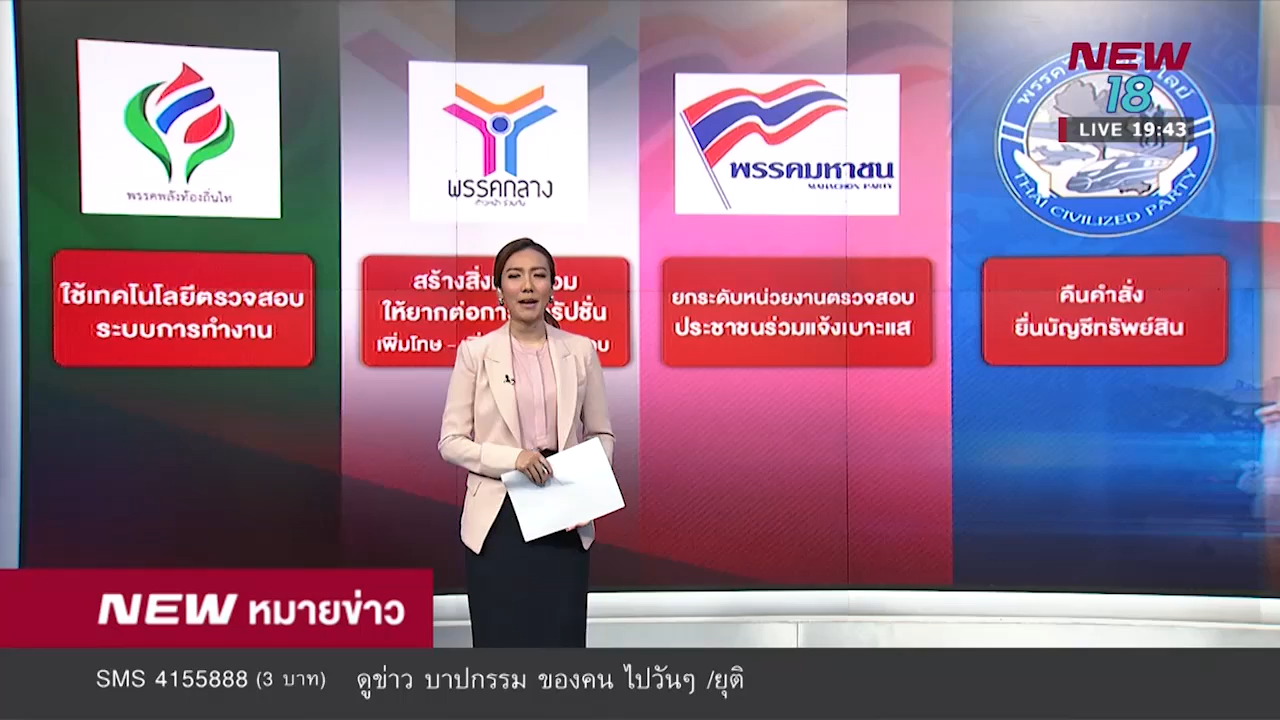 NEW
18
LIVE 19:43
พรรคพลังท้องถิ่นไท
พรรคกลาง
ก้าวหน้า ร่วมกัน
พรรคมหาชน
MAHACHON PARTY
THAI CIVILIZED PARTY
ใช้เทคโนโลยีตรวจสอบ
ระบบการทำงาน
ให้ยากต่อ
เพิ่มโทษ -
ยกระดับหน่วยงานตรวจสอบ
ประชาชนร่วมแจ้งเบาะแส
คืนคำสั่ง
ยื่นบัญชีทรัพย์สิน
NEW หมายข่าว
SMS 4155888 (3 บาท) ดูข่าว บาปกรรม ของคน ไปวันๆ /ยุติ